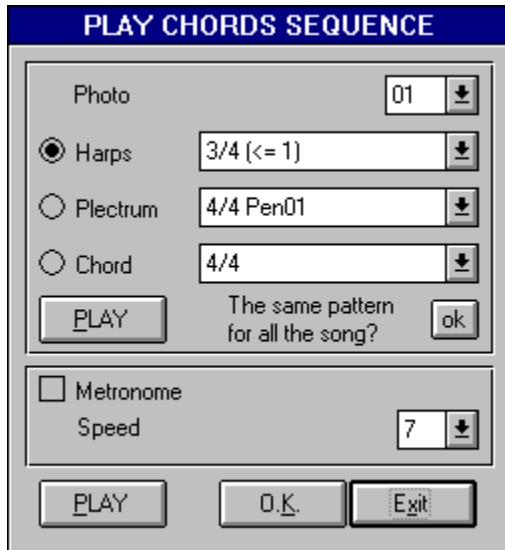 PLAY CHORDS SEQUENCE
Photo 01
Harps 3/4 (<= 1)
Plectrum 4/4 Pen01
Chord 4/4
PLAY The same pattern
for all the song? ok
Metronome
Speed 7
PLAY O.K. Exit